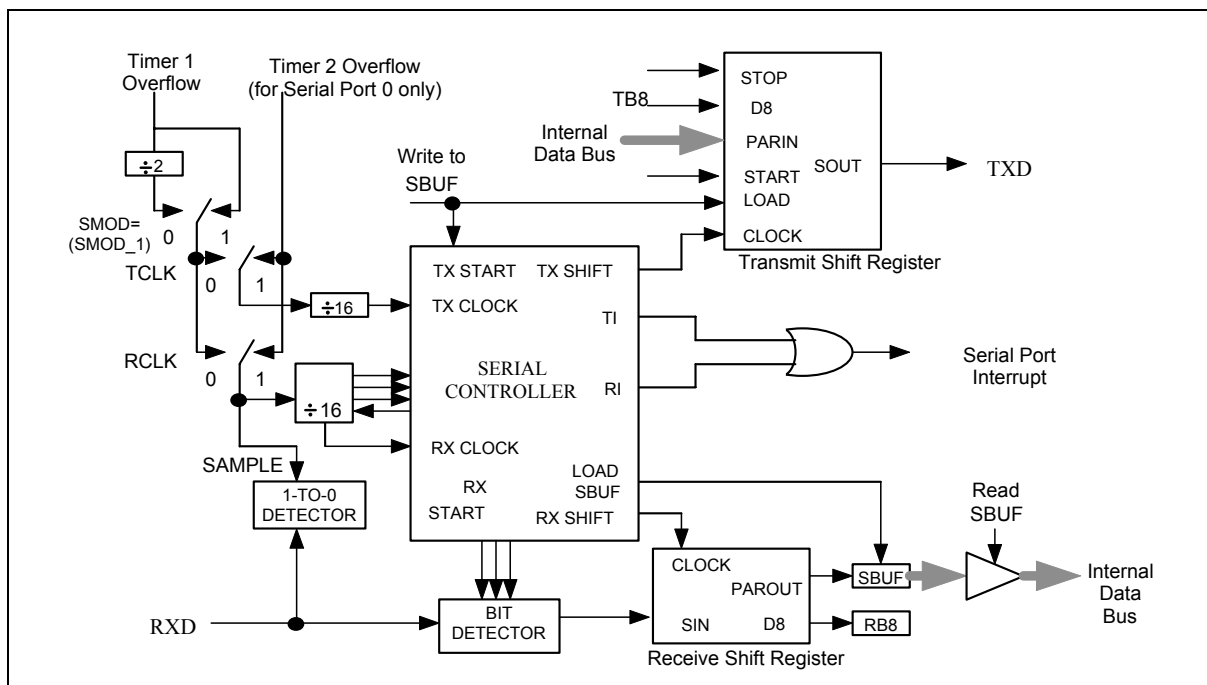 Timer 1
Overflow
Timer 2 Overflow
(for Serial Port 0 only)
÷2
SMOD=
(SMOD_1)
0
1
TCLK
0
1
÷16
RCLK
0
1
÷16
SAMPLE
1-TO-0
DETECTOR
RXD
Write to
SBUF
TX START
TX SHIFT
TX CLOCK
TI
SERIAL
CONTROLLER
RI
RX CLOCK
LOAD
SBUF
RX
START
RX SHIFT
BIT
DETECTOR
TB8
Internal
Data Bus
STOP
D8
PARIN
SOUT
START
LOAD
CLOCK
Transmit Shift Register
TXD
Serial Port
Interrupt
CLOCK
PAROUT
SIN
D8
Receive Shift Register
SBUF
RB8
Read
SBUF
Internal
Data
Bus